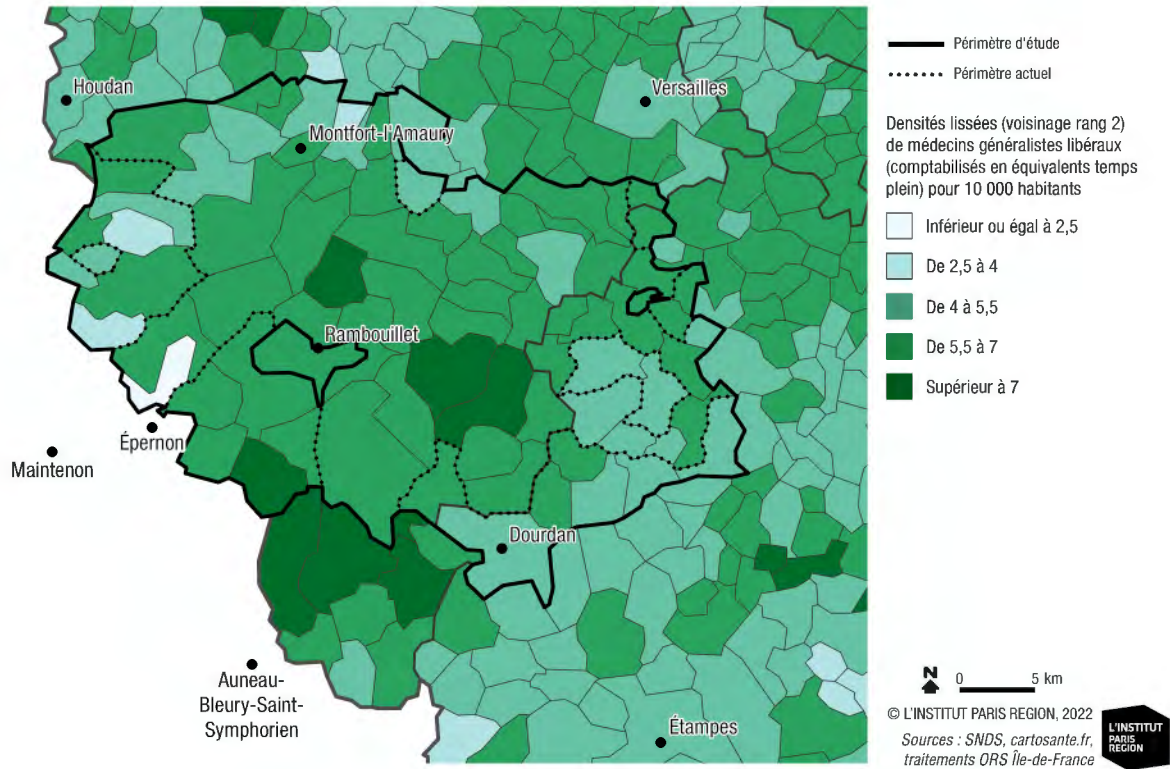 Houdan
Versailles
Montfort-l'Amaury
Rambouillet
Épernon
Maintenon
Dourdan
Auneau-
Bleury-Saint-
Symphorien
Étampes
Périmètre d'étude
Périmètre actuel
Densités lissées (voisinage rang 2)
de médecins généralistes libéraux
(comptabilisés en équivalents temps
plein) pour 10 000 habitants
Inférieur ou égal à 2,5
De 2,5 à 4
De 4 à 5,5
De 5,5 à 7
Supérieur à 7
N
0 5 km
© L'INSTITUT PARIS REGION, 2022
Sources : SNDS, cartosante.fr,
traitements ORS Île-de-France
L'INSTITUT
PARIS
REGION